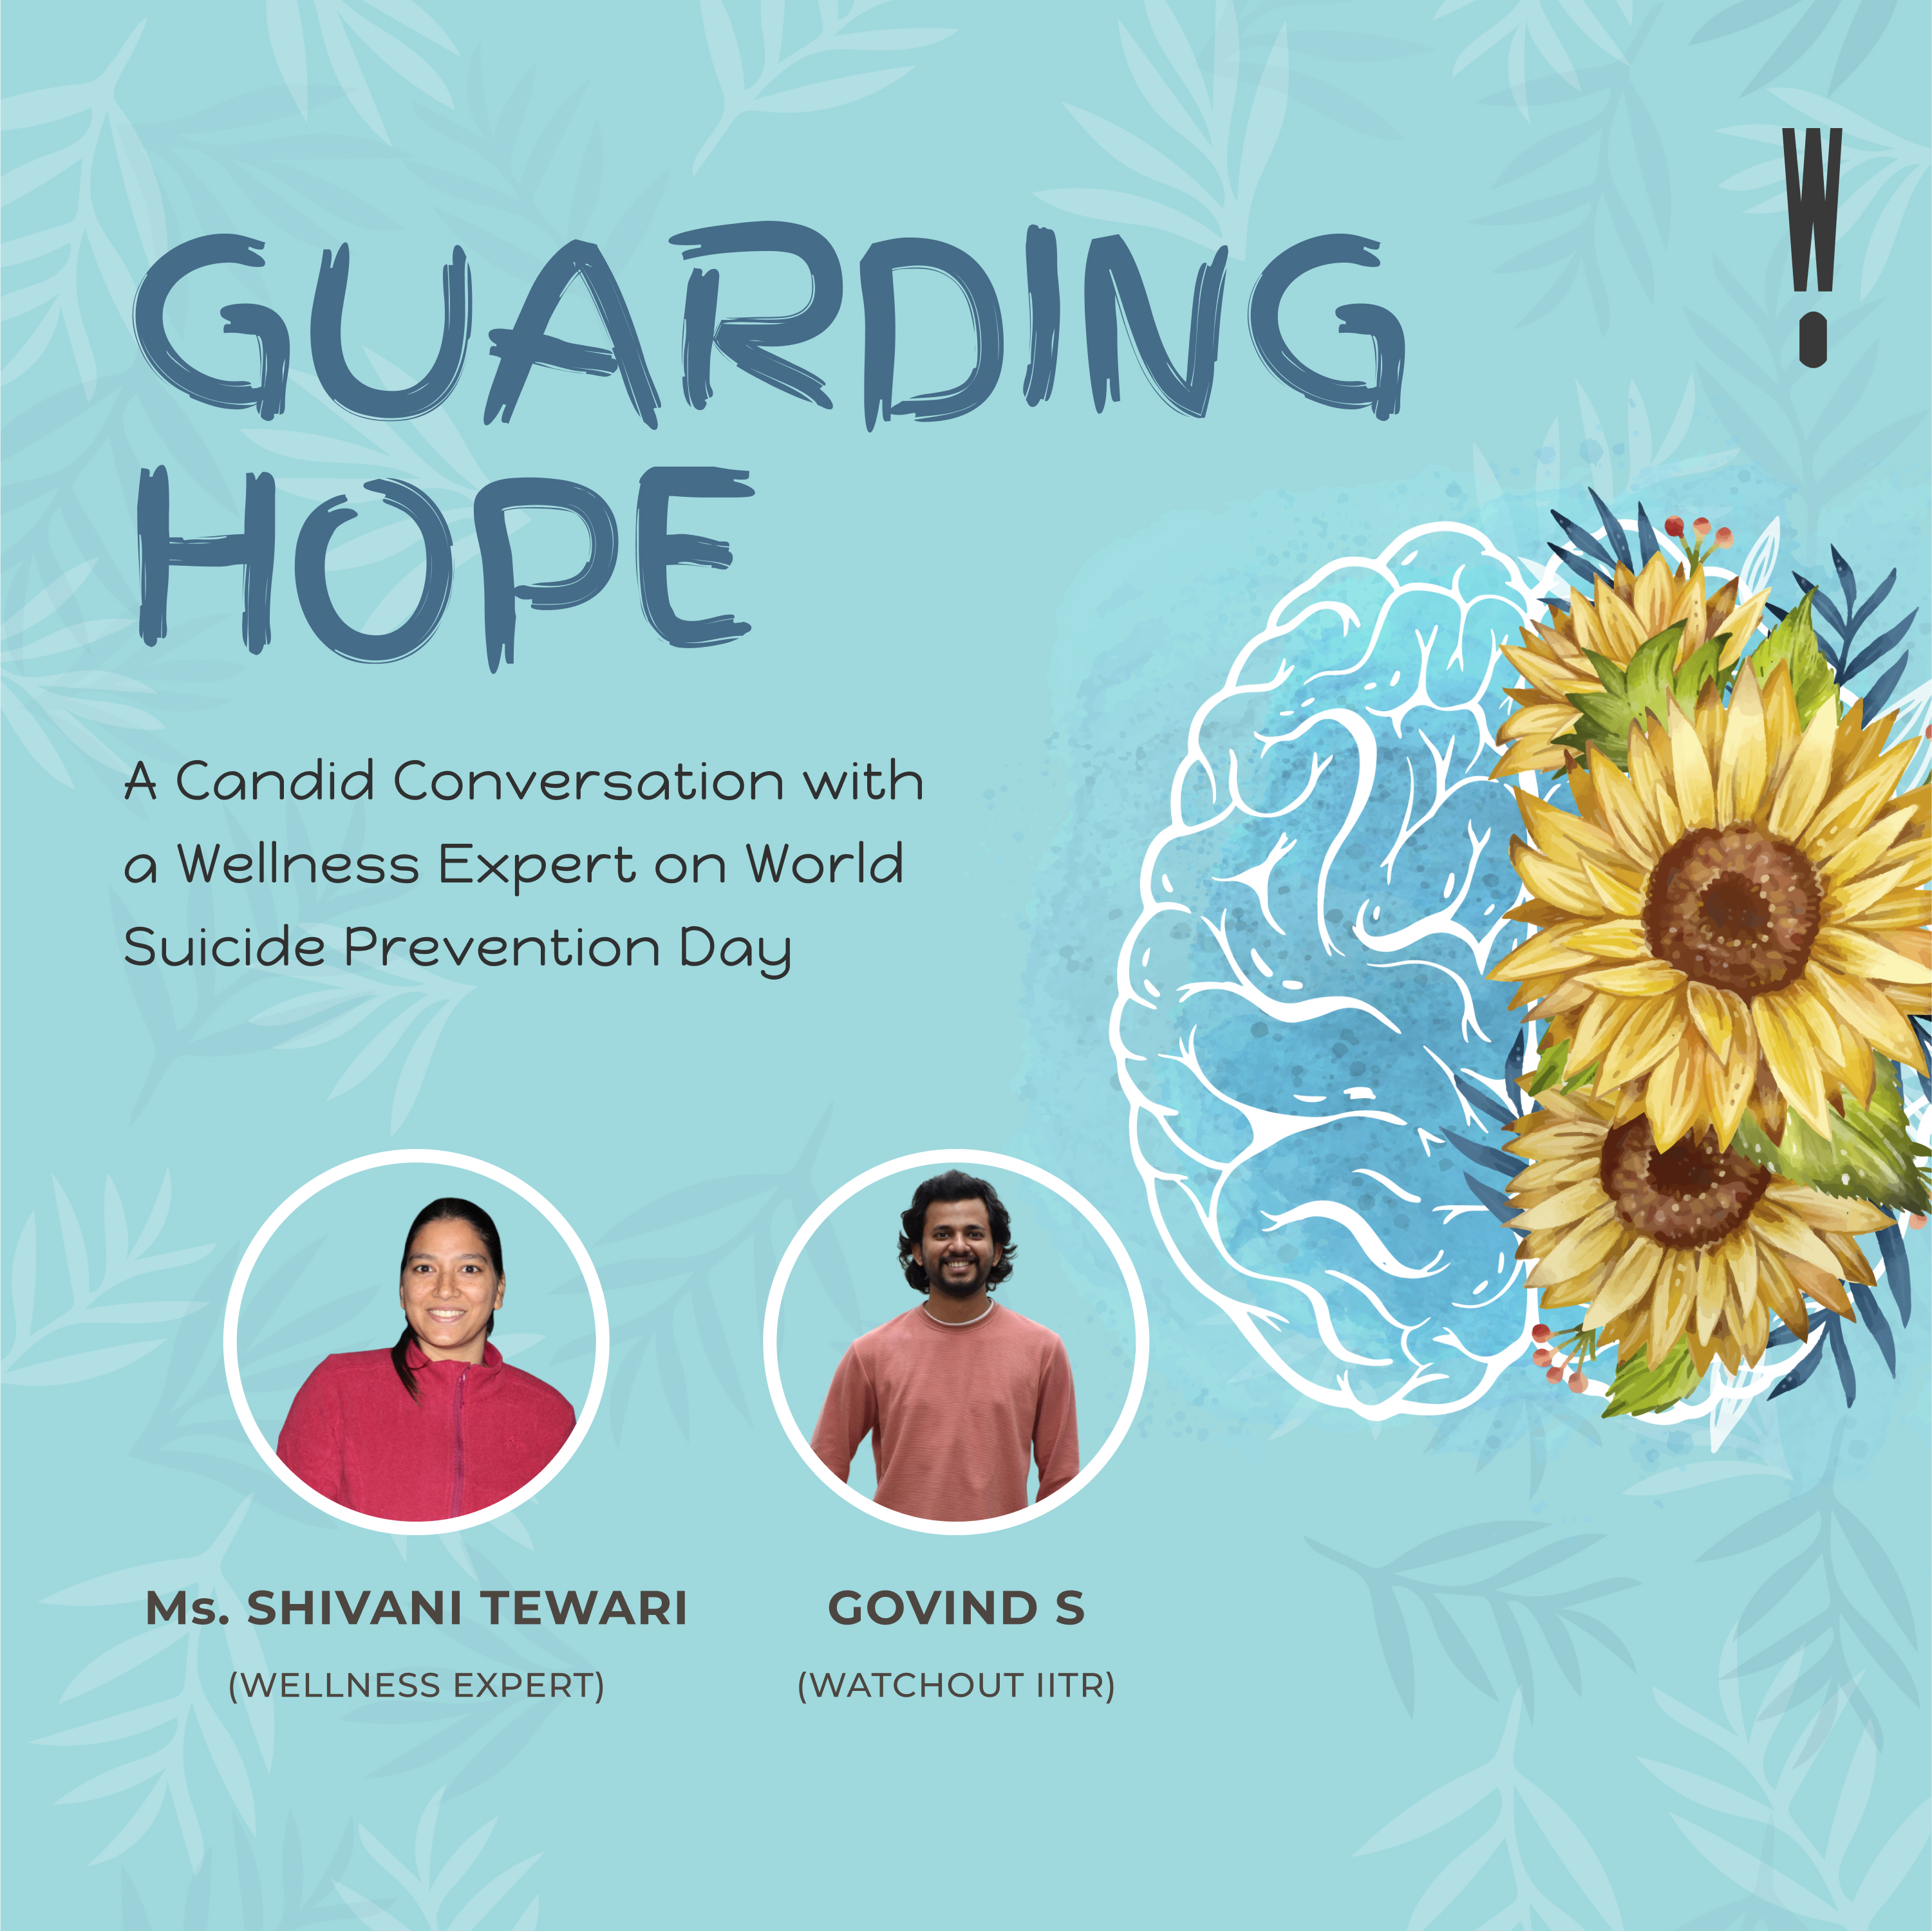 W!
GUARDING
HOPE
A Candid Conversation with
a Wellness Expert on World
Suicide Prevention Day
Ms. SHIVANI TEWARI
(WELLNESS EXPERT)
GOVIND S
(WATCHOUT IITR)